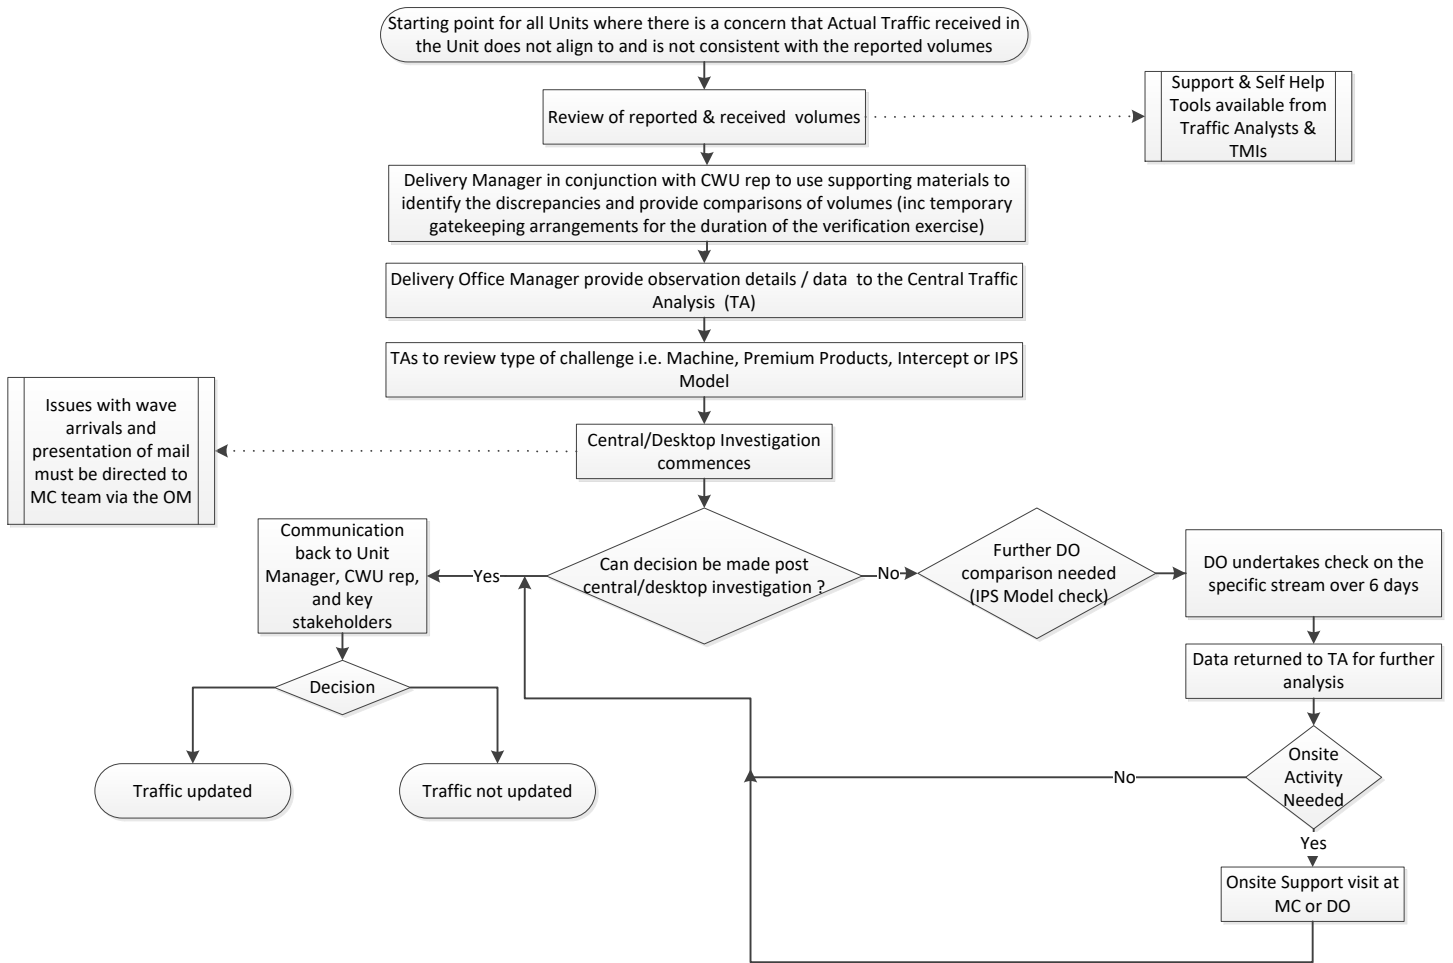 Starting point for all Units where there is a concern that Actual Traffic received in
the Unit does not align to and is not consistent with the reported volumes
Review of reported & received volumes
Support & Self Help
Tools available from
Traffic Analysts &
TMIs
Delivery Manager in conjunction with CWU rep to use supporting materials to
identify the discrepancies and provide comparisons of volumes (inc temporary
gatekeeping arrangements for the duration of the verification exercise)
Delivery Office Manager provide observation details / data to the Central Traffic
Analysis (TA)
TAs to review type of challenge i.e. Machine, Premium Products, Intercept or IPS
Model
Issues with wave
arrivals and
presentation of mail
must be directed to
MC team via the OM
Central/Desktop Investigation
commences
Communication
back to Unit
Manager, CWU rep,
and key
stakeholders
Yes
Can decision be made post
central/desktop investigation ?
No
Further DO
comparison needed
(IPS Model check)
DO undertakes check on the
specific stream over 6 days
Data returned to TA for further
analysis
Decision
Traffic updated
Traffic not updated
No
Onsite
Activity
Needed
Yes
Onsite Support visit at
MC or DO